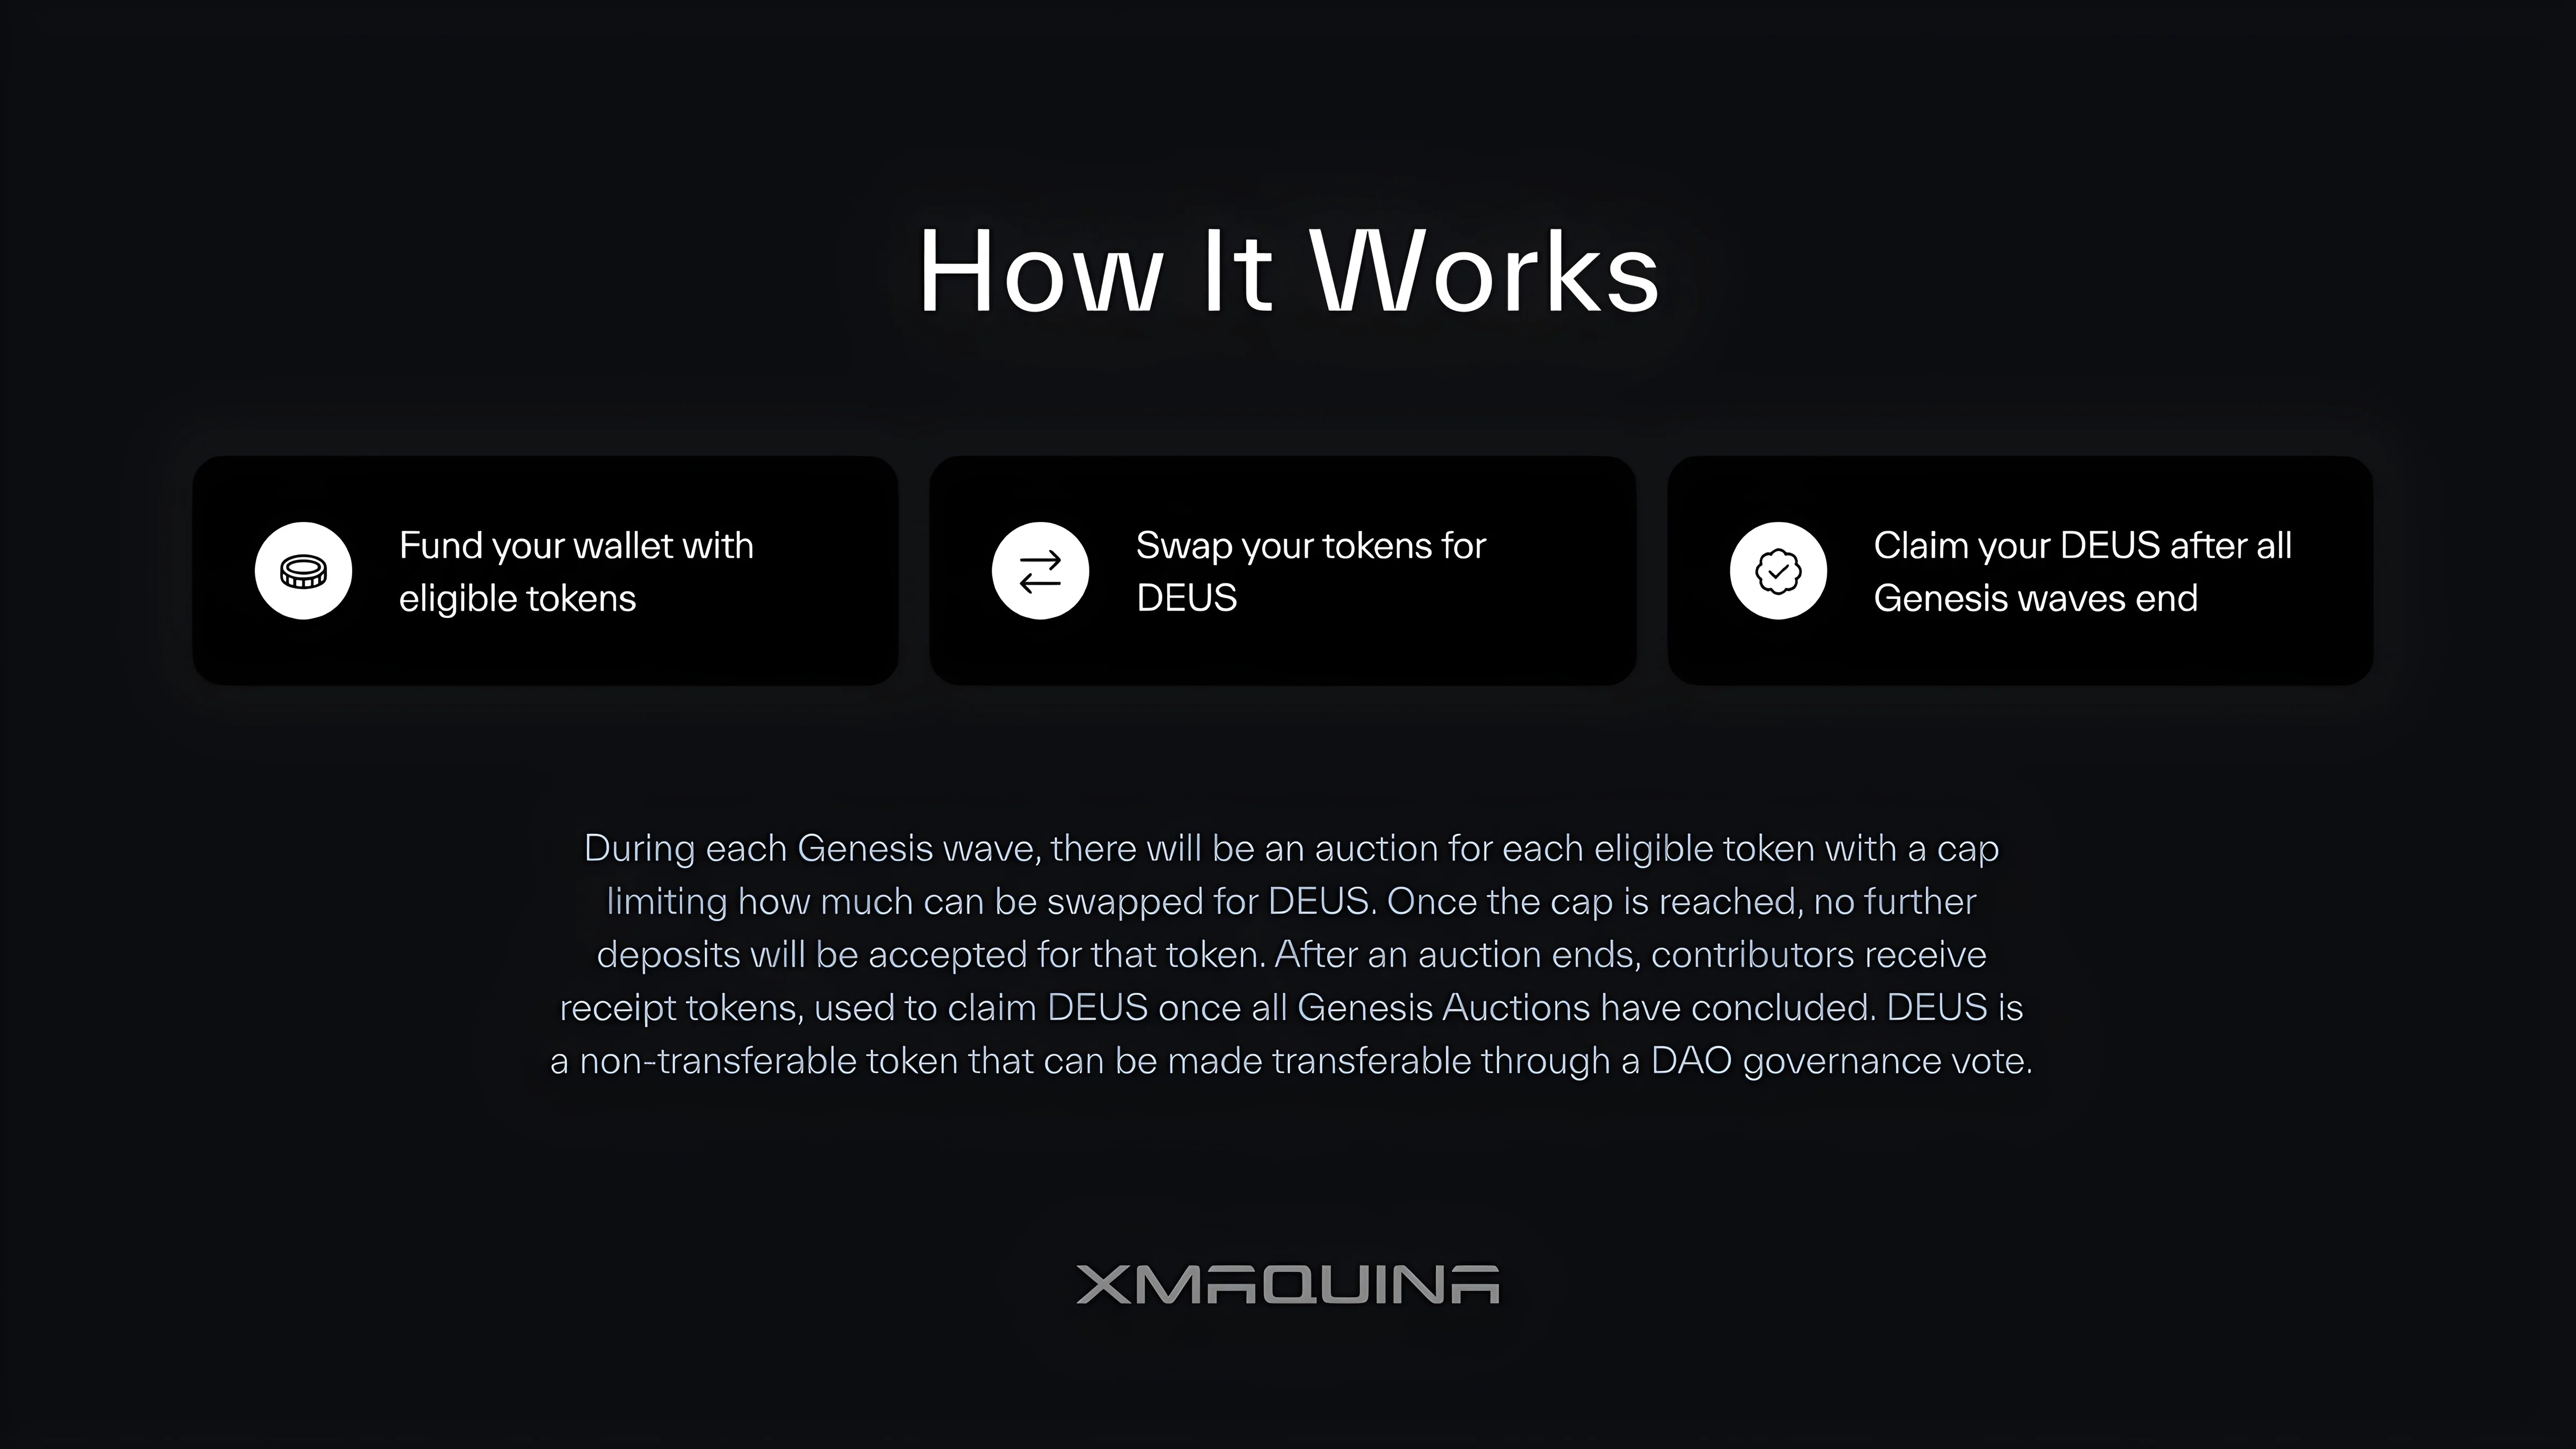 How It Works
Fund your wallet with
eligible tokens
Swap your tokens for
DEUS
Claim your DEUS after all
Genesis waves end
During each Genesis wave, there will be an auction for each eligible token with a cap
limiting how much can be swapped for DEUS. Once the cap is reached, no further
deposits will be accepted for that token. After an auction ends, contributors receive
receipt tokens, used to claim DEUS once all Genesis Auctions have concluded. DEUS is
a non-transferable token that can be made transferable through a DAO governance vote.
XMAQUINA